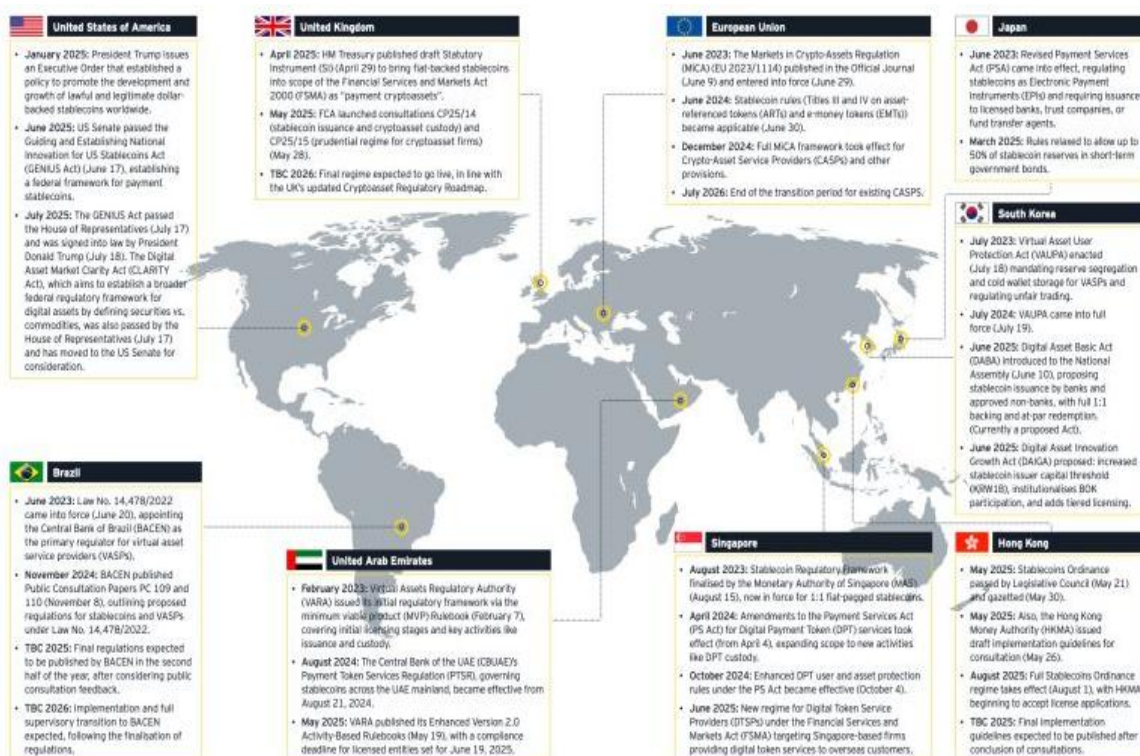 United States of America
• January 2025: President Trump issues
an Executive Order that established a
policy to promote the development and
growth of lawful and legitimate dollar-
backed stablecoins worldwide.
• June 2025: US Senate passed the
Guiding and Establishing National
Innovation for US Stablecoins Act
(GENIUS Act) (June 17), establishing
a federal framework for payment
stablecoins.
• July 2025: The GENIUS Act passed
the House of Representatives (July 17)
and was signed into law by President
Donald Trump (July 18). The Digital
Asset Market Clarity Act (CLARITY
Act), which aims to establish a broader
federal regulatory framework for
digital assets by defining securities vs.
commodities, was also passed by the
House of Representatives (July 17)
and has moved to the US Senate for
consideration.
United Kingdom
• April 2025: HM Treasury published draft Statutory
Instrument (SI) (April 29) to bring fiat-backed stablecoins
into scope of the Financial Services and Markets Act
2000 (FSMA) as "payment cryptoassets".
• May 2025: FCA launched consultations CP25/14
(stablecoin issuance and cryptoasset custody) and
CP25/15 (prudential regime for cryptoasset firms)
(May 28).
• TBC 2026: Final regime expected to go live, in line with
the UK's updated Cryptoasset Regulatory Roadmap.
European Union
• June 2023: The Markets in Crypto-Assets Regulation
(MiCA) (EU 2023/1114) published in the Official Journal
(June 9) and entered into force (June 29).
• June 2024: Stablecoin rules (Titles III and IV on asset-
referenced tokens (ARTs) and e-money tokens (EMTs))
became applicable (June 30).
• December 2024: Full MiCA framework took effect for
Crypto-Asset Service Providers (CASPs) and other
provisions.
• July 2026: End of the transition period for existing CASPS.
Japan
• June 2023: Revised Payment Services
Act (PSA) came into effect, regulating
stablecoins as Electronic Payment
Instruments (EPIs) and requiring issuance
to licensed banks, trust companies, or
fund transfer agents.
• March 2025: Rules relaxed to allow up to
50% of stablecoin reserves in short-term
government bonds.
South Korea
• July 2023: Virtual Asset User
Protection Act (VAUPA) enacted
(July 18) mandating reserve segregation
and cold wallet storage for VASPs and
regulating unfair trading.
• July 2024: VAUPA came into full
force (July 19).
• June 2025: Digital Asset Basic Act
(DABA) introduced to the National
Assembly (June 10), proposing
stablecoin issuance by banks and
approved non-banks, with full 1:1
backing and at-par redemption.
(Currently a proposed Act).
• June 2025: Digital Asset Innovation
Growth Act (DAIGA) proposed: increased
stablecoin issuer capital threshold
(KRW1B), institutionalises BOK
participation, and adds tiered licensing.
Brazil
• June 2023: Law No. 14,478/2022
came into force (June 20), appointing
the Central Bank of Brazil (BACEN) as
the primary regulator for virtual asset
service providers (VASPs).
• November 2024: BACEN published
Public Consultation Papers PC 109 and
110 (November 8), outlining proposed
regulations for stablecoins and VASPs
under Law No. 14,478/2022.
• TBC 2025: Final regulations expected
to be published by BACEN in the second
half of the year, after considering public
consultation feedback.
• TBC 2026: Implementation and full
supervisory transition to BACEN
expected, following the finalisation of
regulations.
United Arab Emirates
• February 2023: Virtual Assets Regulatory Authority
(VARA) issued its initial regulatory framework via the
minimum viable product (MVP) Rulebook (February 7),
covering initial licensing stages and key activities like
issuance and custody.
• August 2024: The Central Bank of the UAE (CBUAE)'s
Payment Token Services Regulation (PTSR), governing
stablecoins across the UAE mainland, became effective from
August 21, 2024.
• May 2025: VARA published its Enhanced Version 2.0
Activity-Based Rulebooks (May 19), with a compliance
deadline for licensed entities set for June 19, 2025.
Singapore
• August 2023: Stablecoin Regulatory Framework
finalised by the Monetary Authority of Singapore (MAS)
(August 15), now in force for 1:1 fiat-pegged stablecoins.
• April 2024: Amendments to the Payment Services Act
(PS Act) for Digital Payment Token (DPT) services took
effect (from April 4), expanding scope to new activities
like DPT custody.
• October 2024: Enhanced DPT user and asset protection
rules under the PS Act became effective (October 4).
• June 2025: New regime for Digital Token Service
Providers (DTSPs) under the Financial Services and
Markets Act (FSMA) targeting Singapore-based firms
providing digital token services to overseas customers.
Hong Kong
• May 2025: Stablecoins Ordinance
passed by Legislative Council (May 21)
and gazetted (May 30).
• May 2025: Also, the Hong Kong
Money Authority (HKMA) issued
draft implementation guidelines for
consultation (May 26).
• August 2025: Full Stablecoins Ordinance
regime takes effect (August 1), with HKMA
beginning to accept license applications.
• TBC 2025: Final implementation
guidelines expected to be published after
conclusion of consultation.